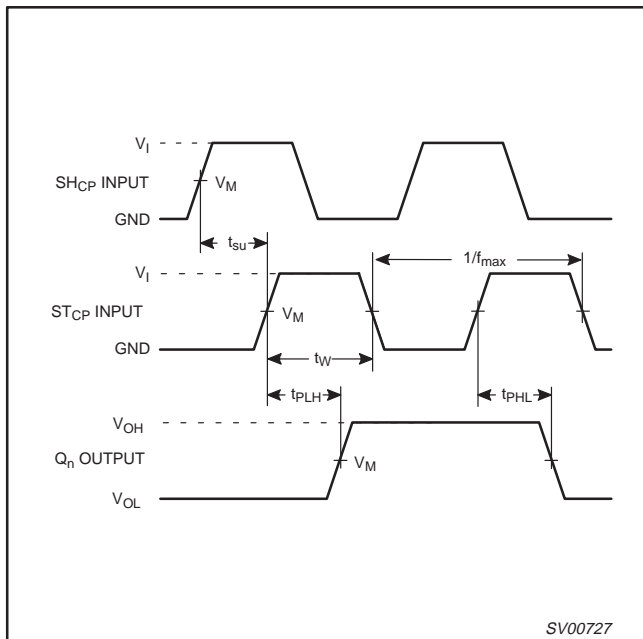 V_I
SH_CP INPUT
V_M
GND
t_su
V_I
1/f_max
ST_CP INPUT
V_M
GND
t_W
t_PLH
t_PHL
V_OH
Q_n OUTPUT
V_M
V_OL
SV00727